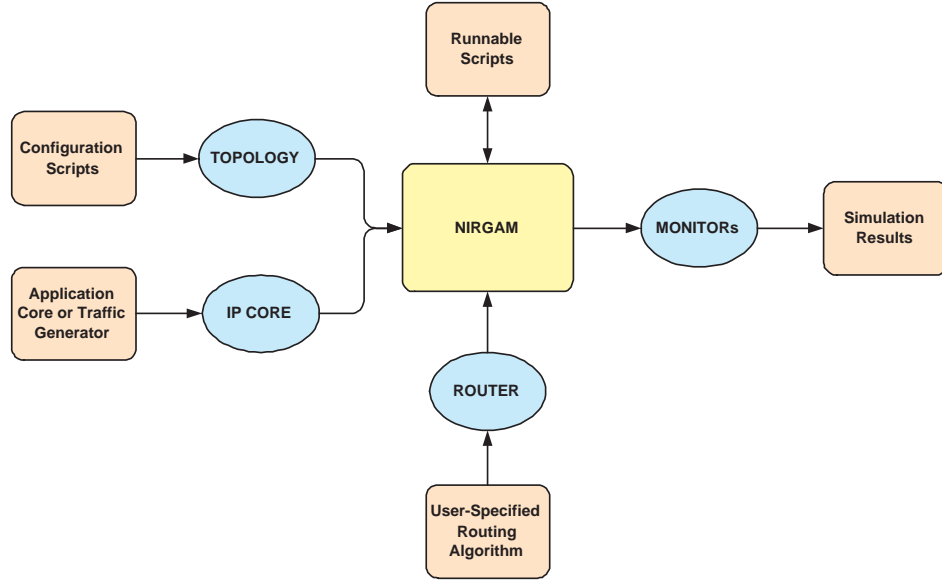 Runnable
Scripts
Configuration
Scripts
TOPOLOGY
NIRGAM
MONITORs
Simulation
Results
Application
Core or Traffic
Generator
IP CORE
ROUTER
User-Specified
Routing
Algorithm